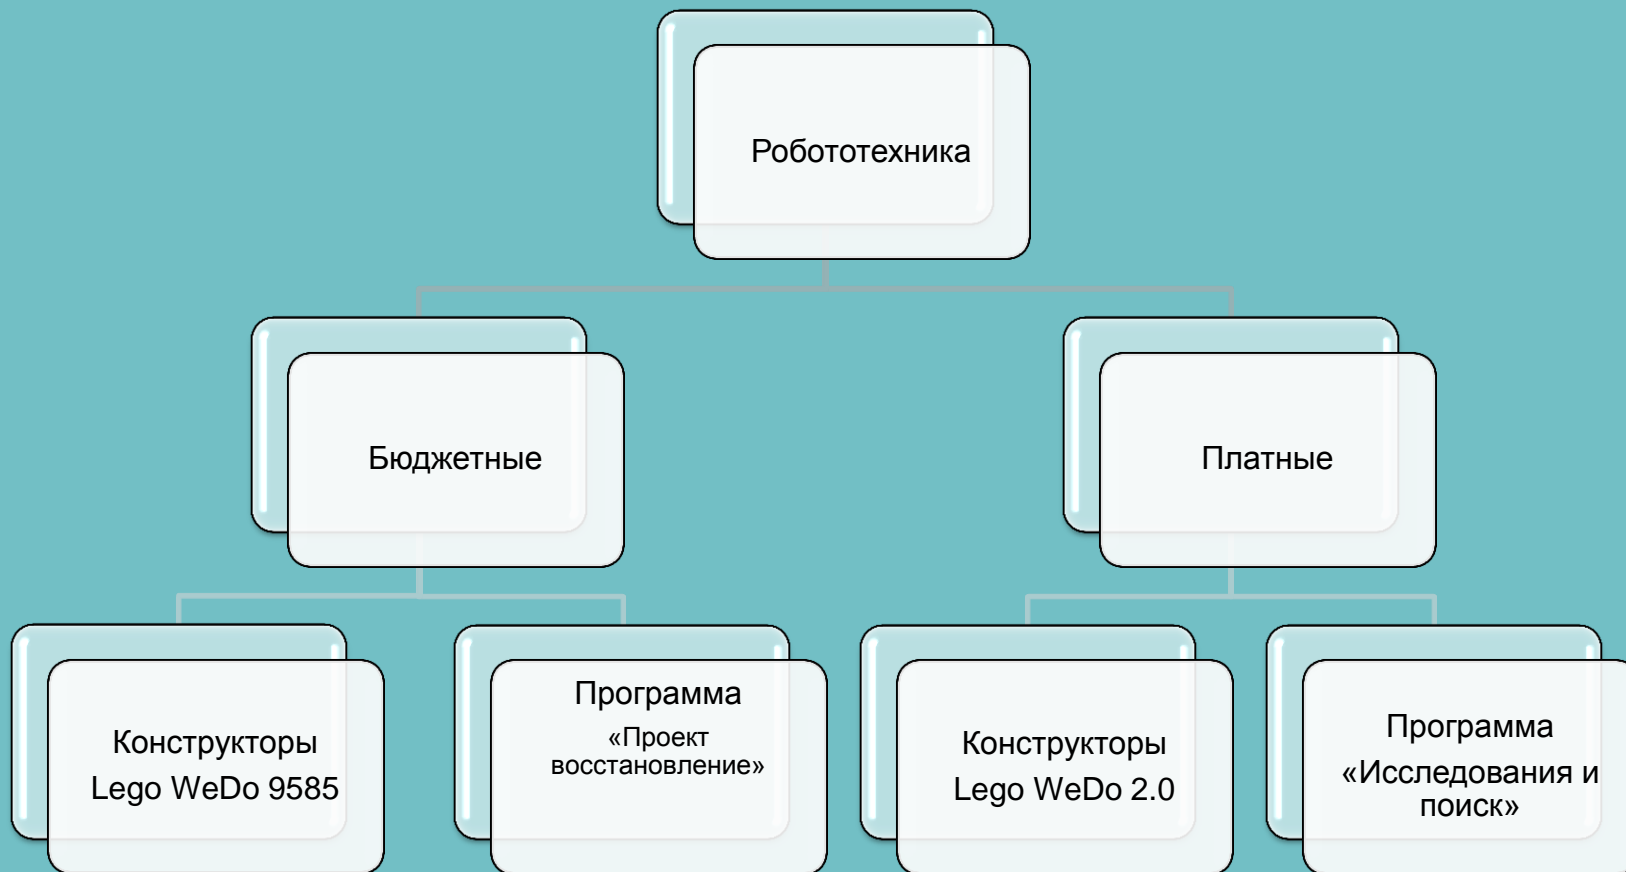 Робототехника
Бюджетные
Платные
Конструкторы
Lego WeDo 9585
Программа
«Проект
восстановление»
Конструкторы
Lego WeDo 2.0
Программа
«Исследования и
поиск»